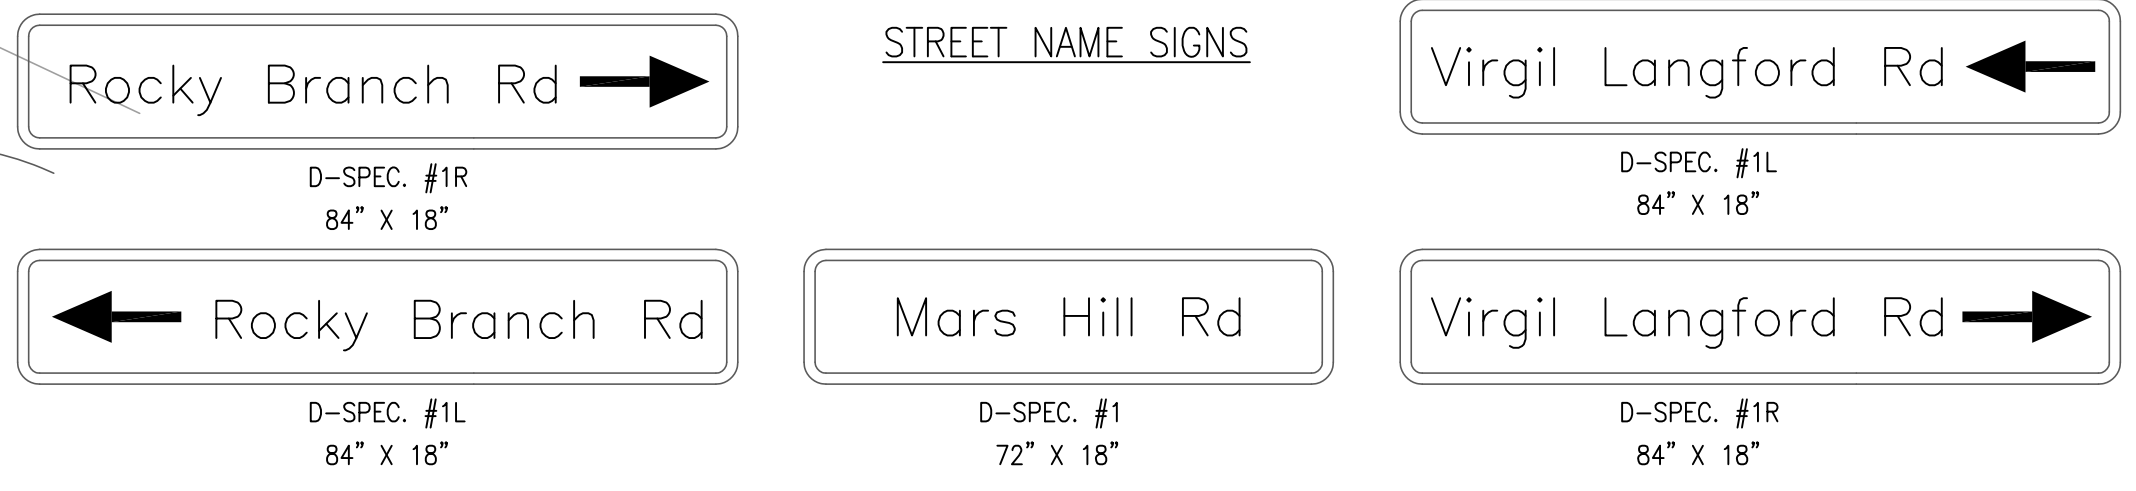 STREET NAME SIGNS
Rocky Branch Rd
D-SPEC. #1R
84" X 18"
Virgil Langford Rd
D-SPEC. #1L
84" X 18"
Rocky Branch Rd
D-SPEC. #1L
84" X 18"
Mars Hill Rd
D-SPEC. #1
72" X 18"
Virgil Langford Rd
D-SPEC. #1R
84" X 18"